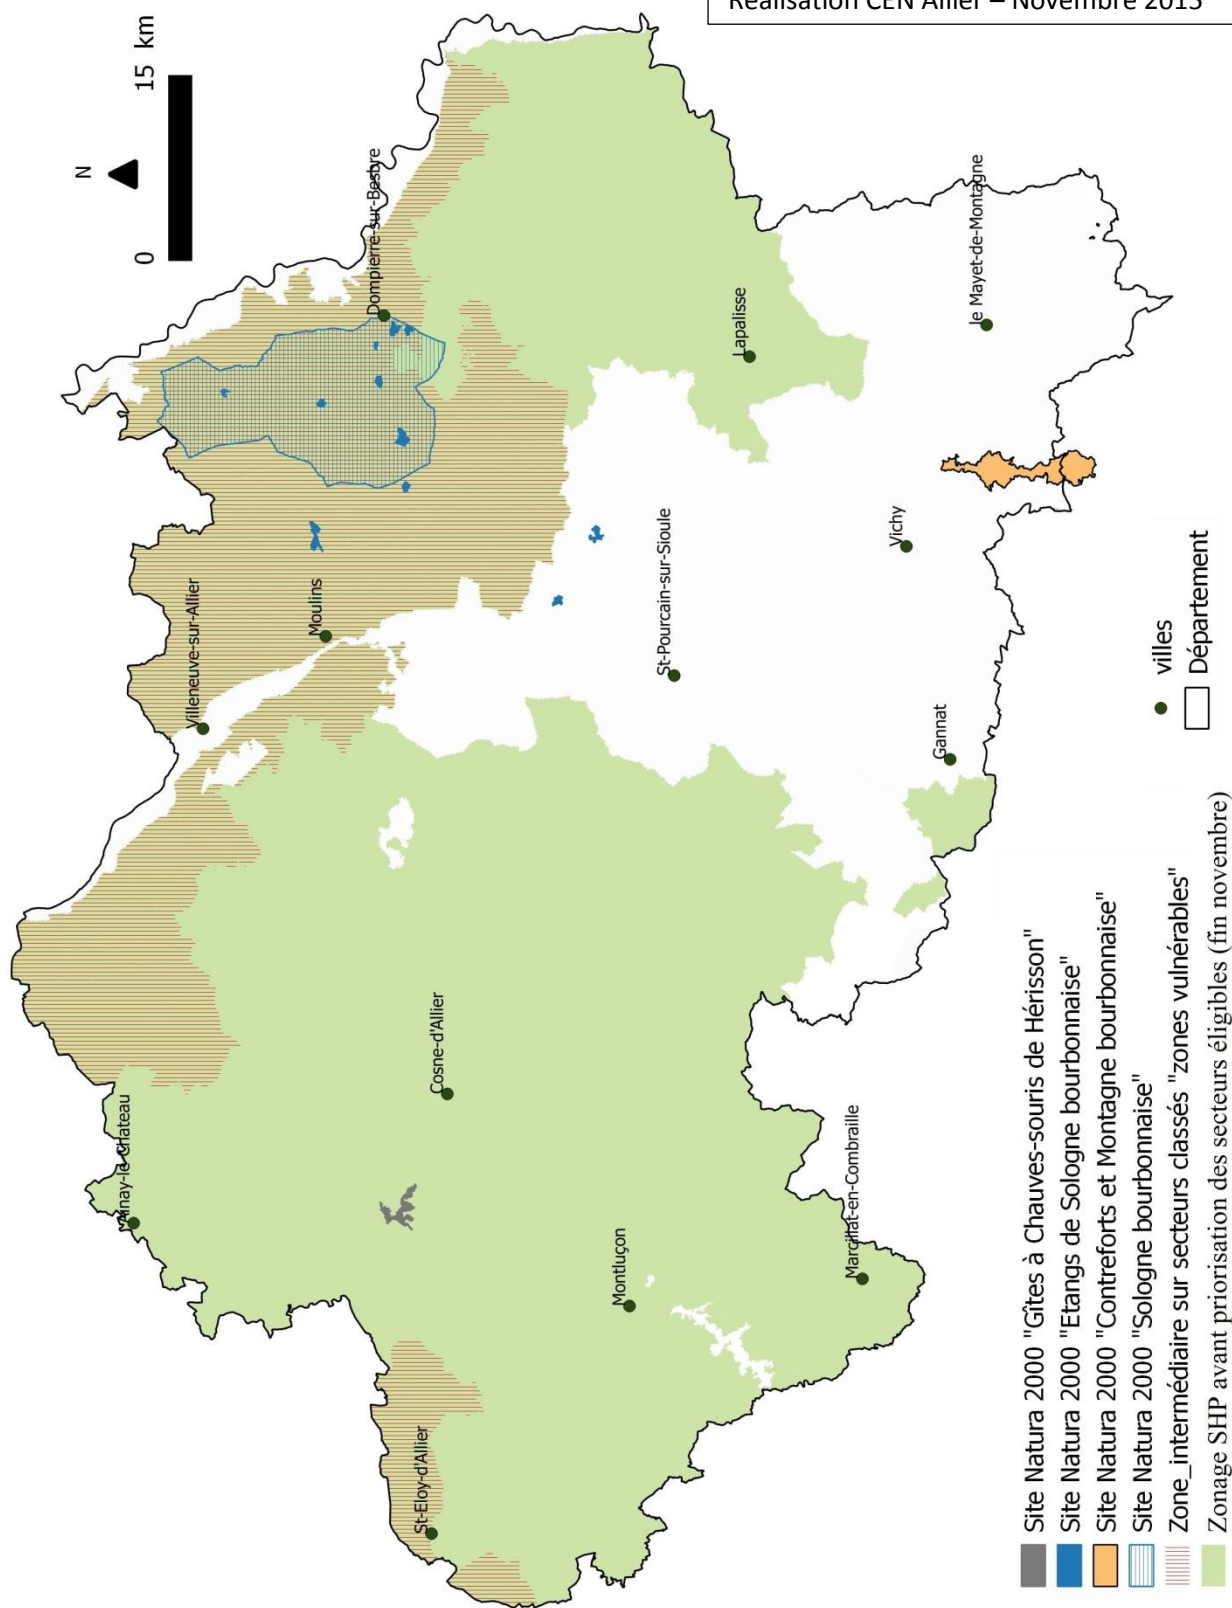 Réalisation CEN Allier – Novembre 2015
N
0 15 km
Dompierre-sur-Besbre
Villeneuve-sur-Allier
Moulins
Lapalisse
le Mayet-de-Montagne
St-Pourcain-sur-Sioule
Vichy
Gannat
Ainay-le-Chateau
Cosne-d'Allier
Montluçon
Marcillat-en-Combraille
St-Eloy-d'Allier
Site Natura 2000 "Gîtes à Chauves-souris de Hérisson"
Site Natura 2000 "Etangs de Sologne bourbonnaise"
Site Natura 2000 "Contreforts et Montagne bourbonnaise"
Site Natura 2000 "Sologne bourbonnaise"
Zone_intermédiaire sur secteurs classés "zones vulnérables"
Zonage SHP avant priorisation des secteurs éligibles (fin novembre)
villes
Département